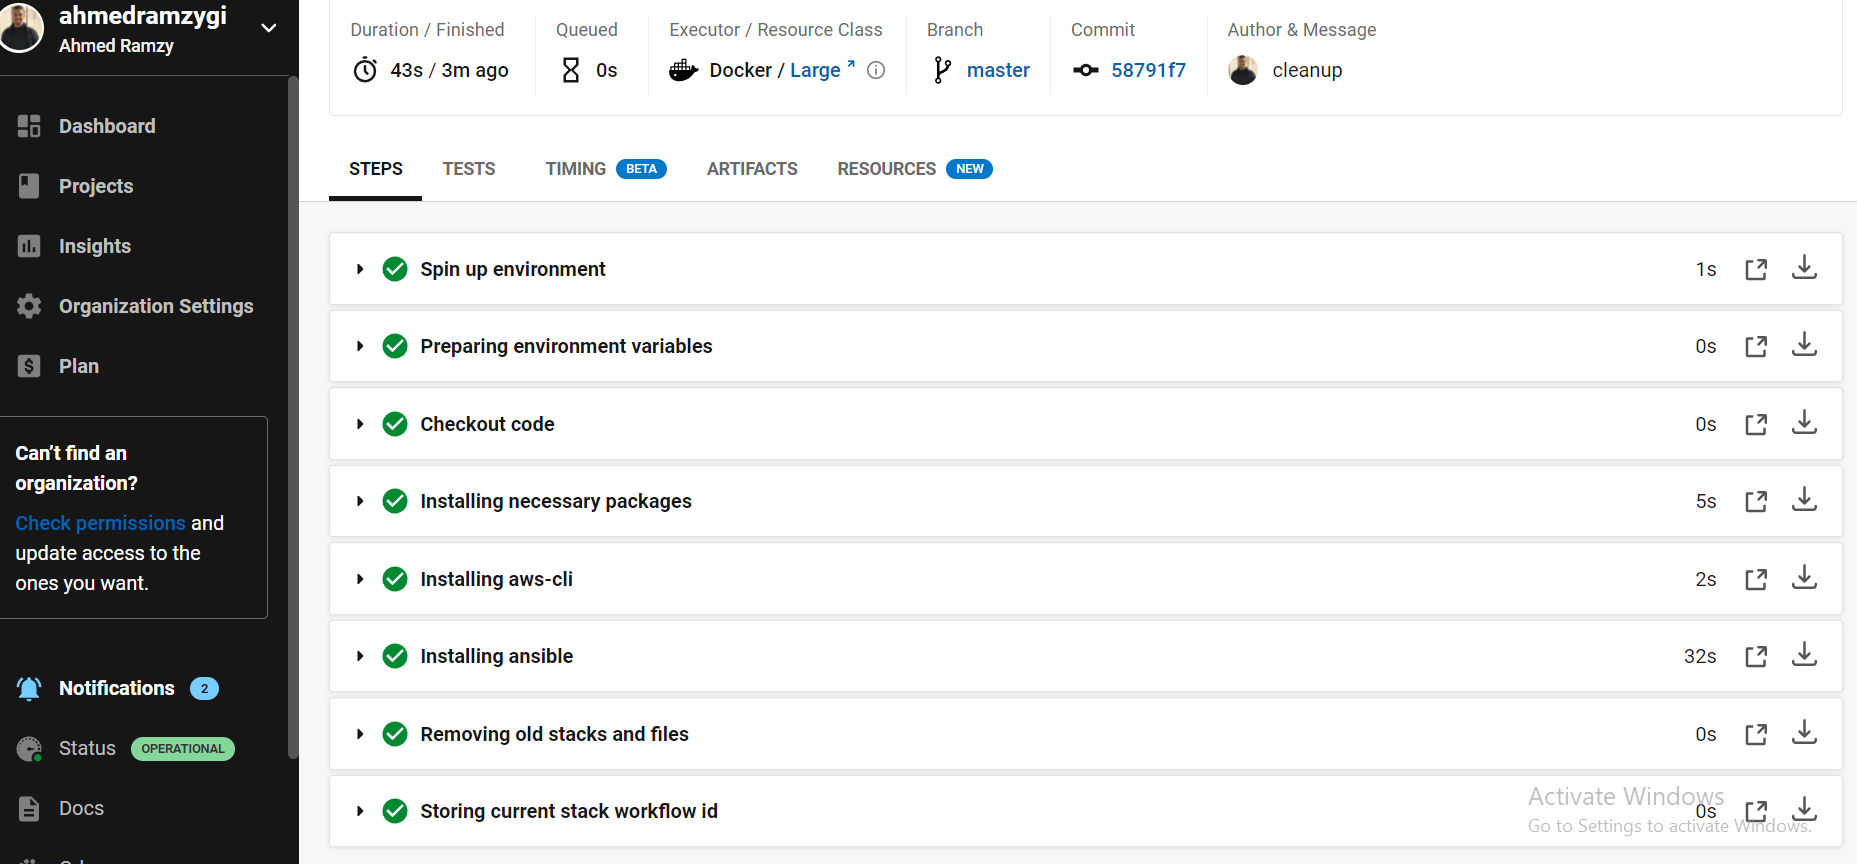 ahmedramzygi
Ahmed Ramzy
Dashboard
Projects
Insights
Organization Settings
Plan
Can't find an
organization?
Check permissions and
update access to the
ones you want.
Notifications 2
Status OPERATIONAL
Docs
Duration / Finished
43s / 3m ago
Queued
0s
Executor / Resource Class
Docker / Large
Branch
master
Commit
58791f7
Author & Message
cleanup
STEPS TESTS TIMING BETA ARTIFACTS RESOURCES NEW
Spin up environment 1s
Preparing environment variables 0s
Checkout code 0s
Installing necessary packages 5s
Installing aws-cli 2s
Installing ansible 32s
Removing old stacks and files 0s
Storing current stack workflow id 0s
Activate Windows
Go to Settings to activate Windows.